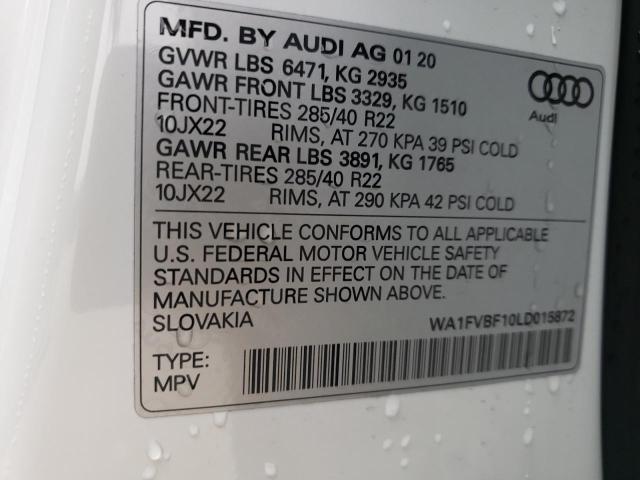 MFD. BY AUDI AG 01 20
GVWR LBS 6471, KG 2935
GAWR FRONT LBS 3329, KG 1510
FRONT-TIRES 285/40 R22
10JX22 RIMS, AT 270 KPA 39 PSI COLD
GAWR REAR LBS 3891, KG 1765
REAR-TIRES 285/40 R22
10JX22 RIMS, AT 290 KPA 42 PSI COLD
Audi
THIS VEHICLE CONFORMS TO ALL APPLICABLE
U.S. FEDERAL MOTOR VEHICLE SAFETY
STANDARDS IN EFFECT ON THE DATE OF
MANUFACTURE SHOWN ABOVE.
SLOVAKIA WA1FVBF10LD015872
TYPE:
MPV